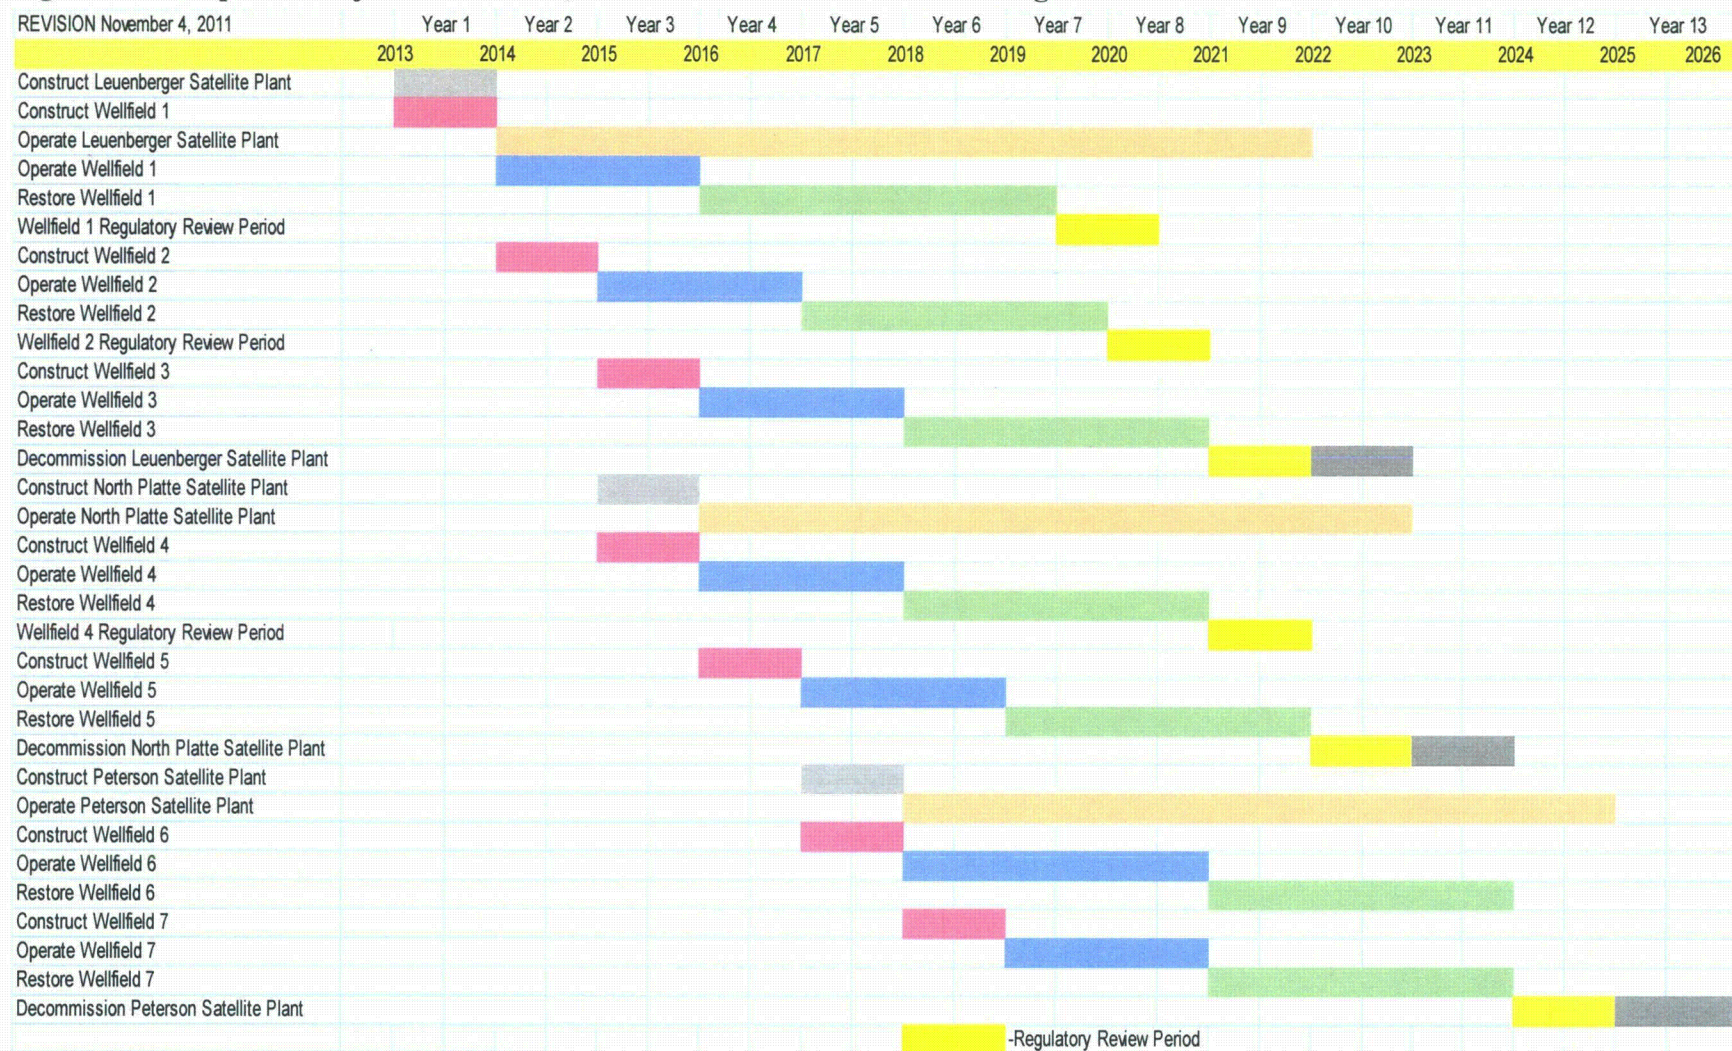 REVISION November 4, 2011 Year 1 Year 2 Year 3 Year 4 Year 5 Year 6 Year 7 Year 8 Year 9 Year 10 Year 11 Year 12 Year 13
2013 2014 2015 2016 2017 2018 2019 2020 2021 2022 2023 2024 2025 2026
Construct Leuenberger Satellite Plant
Construct Wellfield 1
Operate Leuenberger Satellite Plant
Operate Wellfield 1
Restore Wellfield 1
Wellfield 1 Regulatory Review Period
Construct Wellfield 2
Operate Wellfield 2
Restore Wellfield 2
Wellfield 2 Regulatory Review Period
Construct Wellfield 3
Operate Wellfield 3
Restore Wellfield 3
Decommission Leuenberger Satellite Plant
Construct North Platte Satellite Plant
Operate North Platte Satellite Plant
Construct Wellfield 4
Operate Wellfield 4
Restore Wellfield 4
Wellfield 4 Regulatory Review Period
Construct Wellfield 5
Operate Wellfield 5
Restore Wellfield 5
Decommission North Platte Satellite Plant
Construct Peterson Satellite Plant
Operate Peterson Satellite Plant
Construct Wellfield 6
Operate Wellfield 6
Restore Wellfield 6
Construct Wellfield 7
Operate Wellfield 7
Restore Wellfield 7
Decommission Peterson Satellite Plant
-Regulatory Review Period